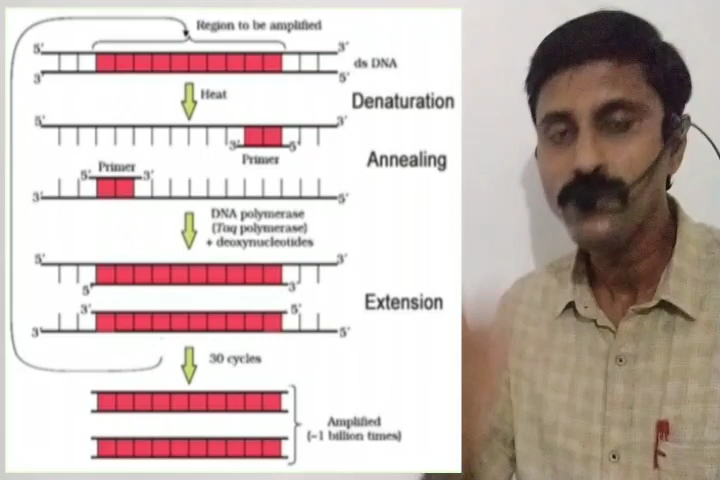 Region to be amplified
5′ 3′
ds DNA
3′ 5′
Heat
Denaturation
5′ 3′
3′ 5′
Primer
Annealing
Primer
5′ 3′
3′ 5′
DNA polymerase
(Taq polymerase)
+ deoxynucleotides
5′ 3′
5′ 3′
Extension
3′ 5′
3′ 5′
30 cycles
Amplified
(~1 billion times)